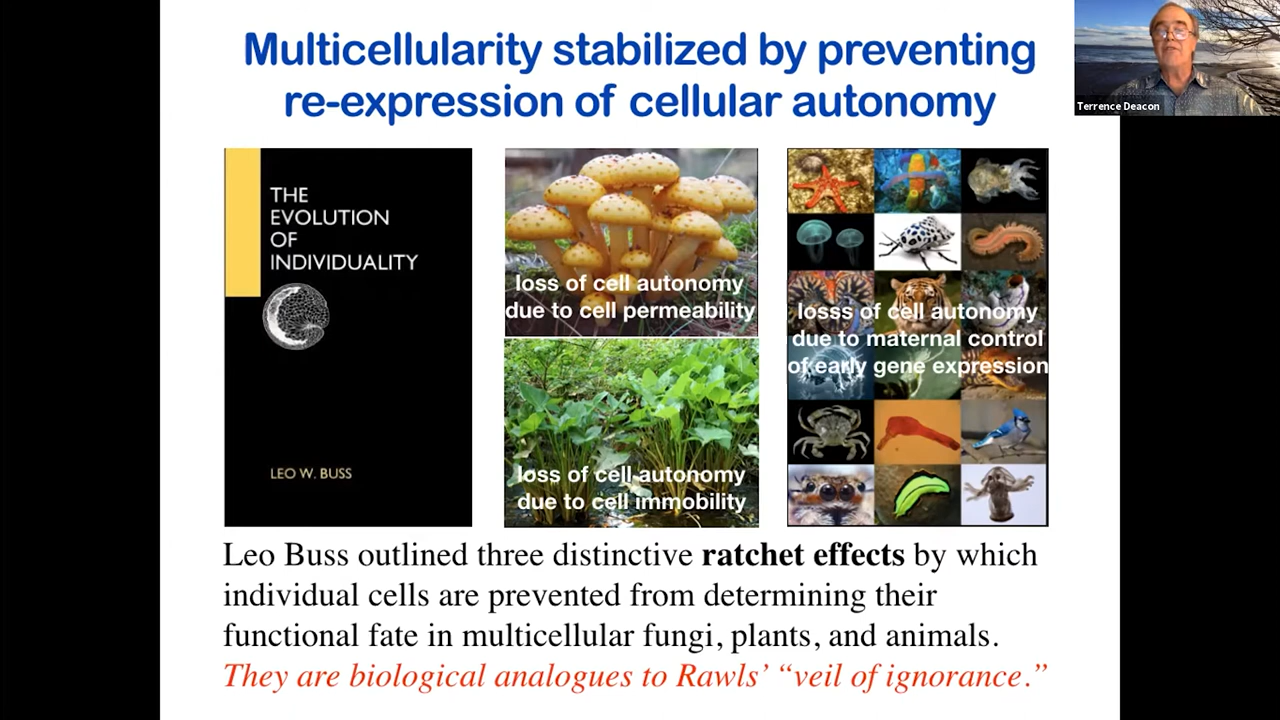 Multicellularity stabilized by preventing
re-expression of cellular autonomy
Terrence Deacon
THE
EVOLUTION
OF
INDIVIDUALITY
LEO W. BUSS
loss of cell autonomy
due to cell permeability
loss of cell autonomy
due to cell immobility
losss of cell autonomy
due to maternal control
of early gene expression
Leo Buss outlined three distinctive ratchet effects by which
individual cells are prevented from determining their
functional fate in multicellular fungi, plants, and animals.
They are biological analogues to Rawls’ “veil of ignorance.”